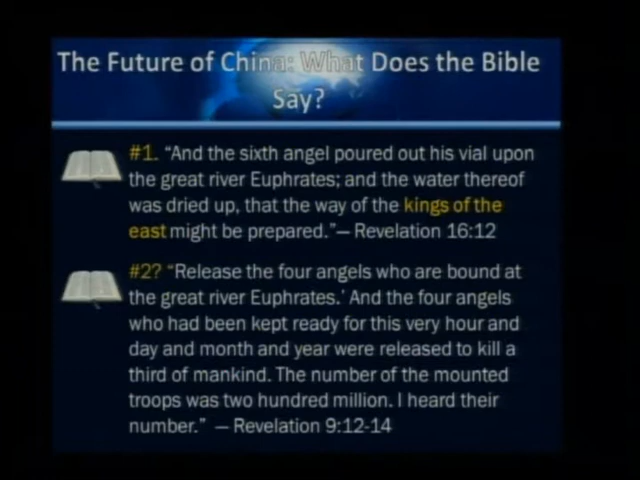 The Future of China: What Does the Bible
Say?
#1. “And the sixth angel poured out his vial upon
the great river Euphrates; and the water thereof
was dried up, that the way of the kings of the
east might be prepared.”— Revelation 16:12
#2? “Release the four angels who are bound at
the great river Euphrates.’ And the four angels
who had been kept ready for this very hour and
day and month and year were released to kill a
third of mankind. The number of the mounted
troops was two hundred million. I heard their
number.” — Revelation 9:12-14